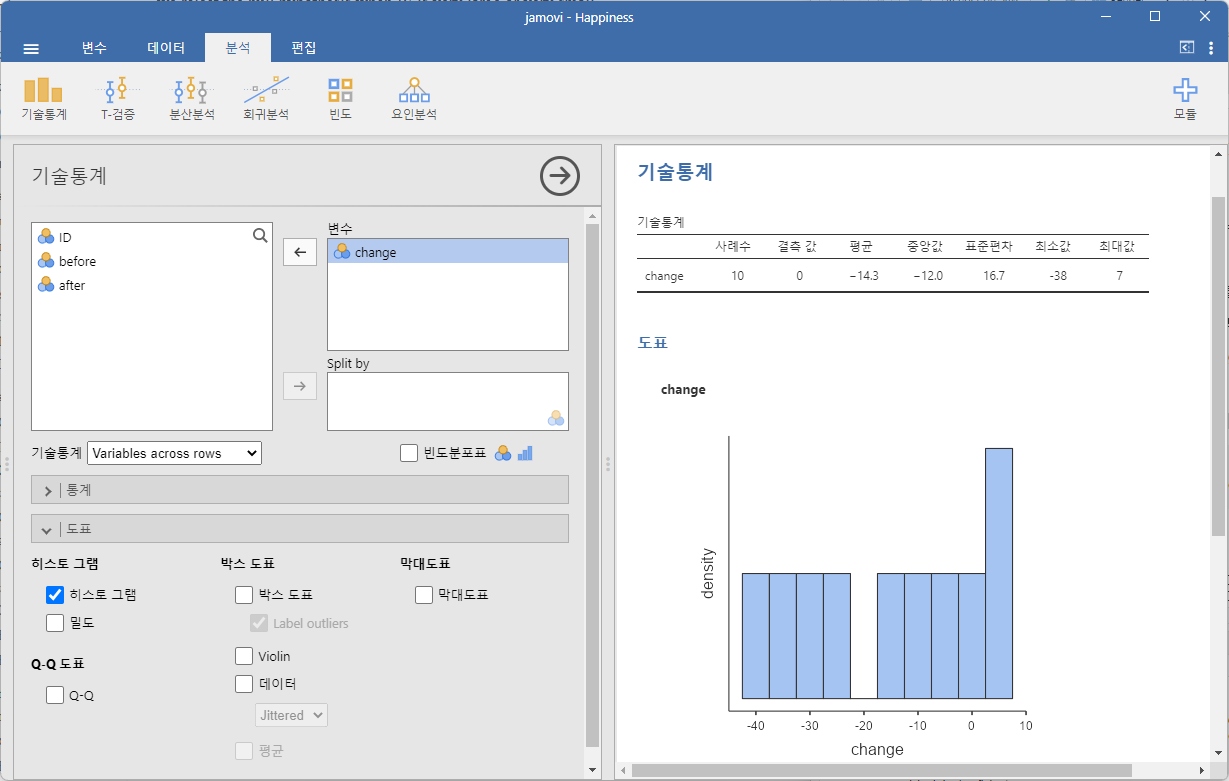 jamovi - Happiness
변수 데이터 분석 편집
기술통계 T-검증 분산분석 회귀분석 빈도 요인분석 모듈
기술통계
ID
before
after
변수
change
Split by
기술통계 Variables across rows 빈도분포표
통계
도표
히스토 그램 박스 도표 막대도표
히스토 그램 박스 도표 막대도표
Label outliers
밀도
Violin
Q-Q 도표
데이터
Q-Q
Jittered
평균
기술통계
기술통계
사례수 결측 값 평균 중앙값 표준편차 최소값 최대값
change 10 0 −14.3 −12.0 16.7 -38 7
도표
change
density
-40 -30 -20 -10 0 10
change